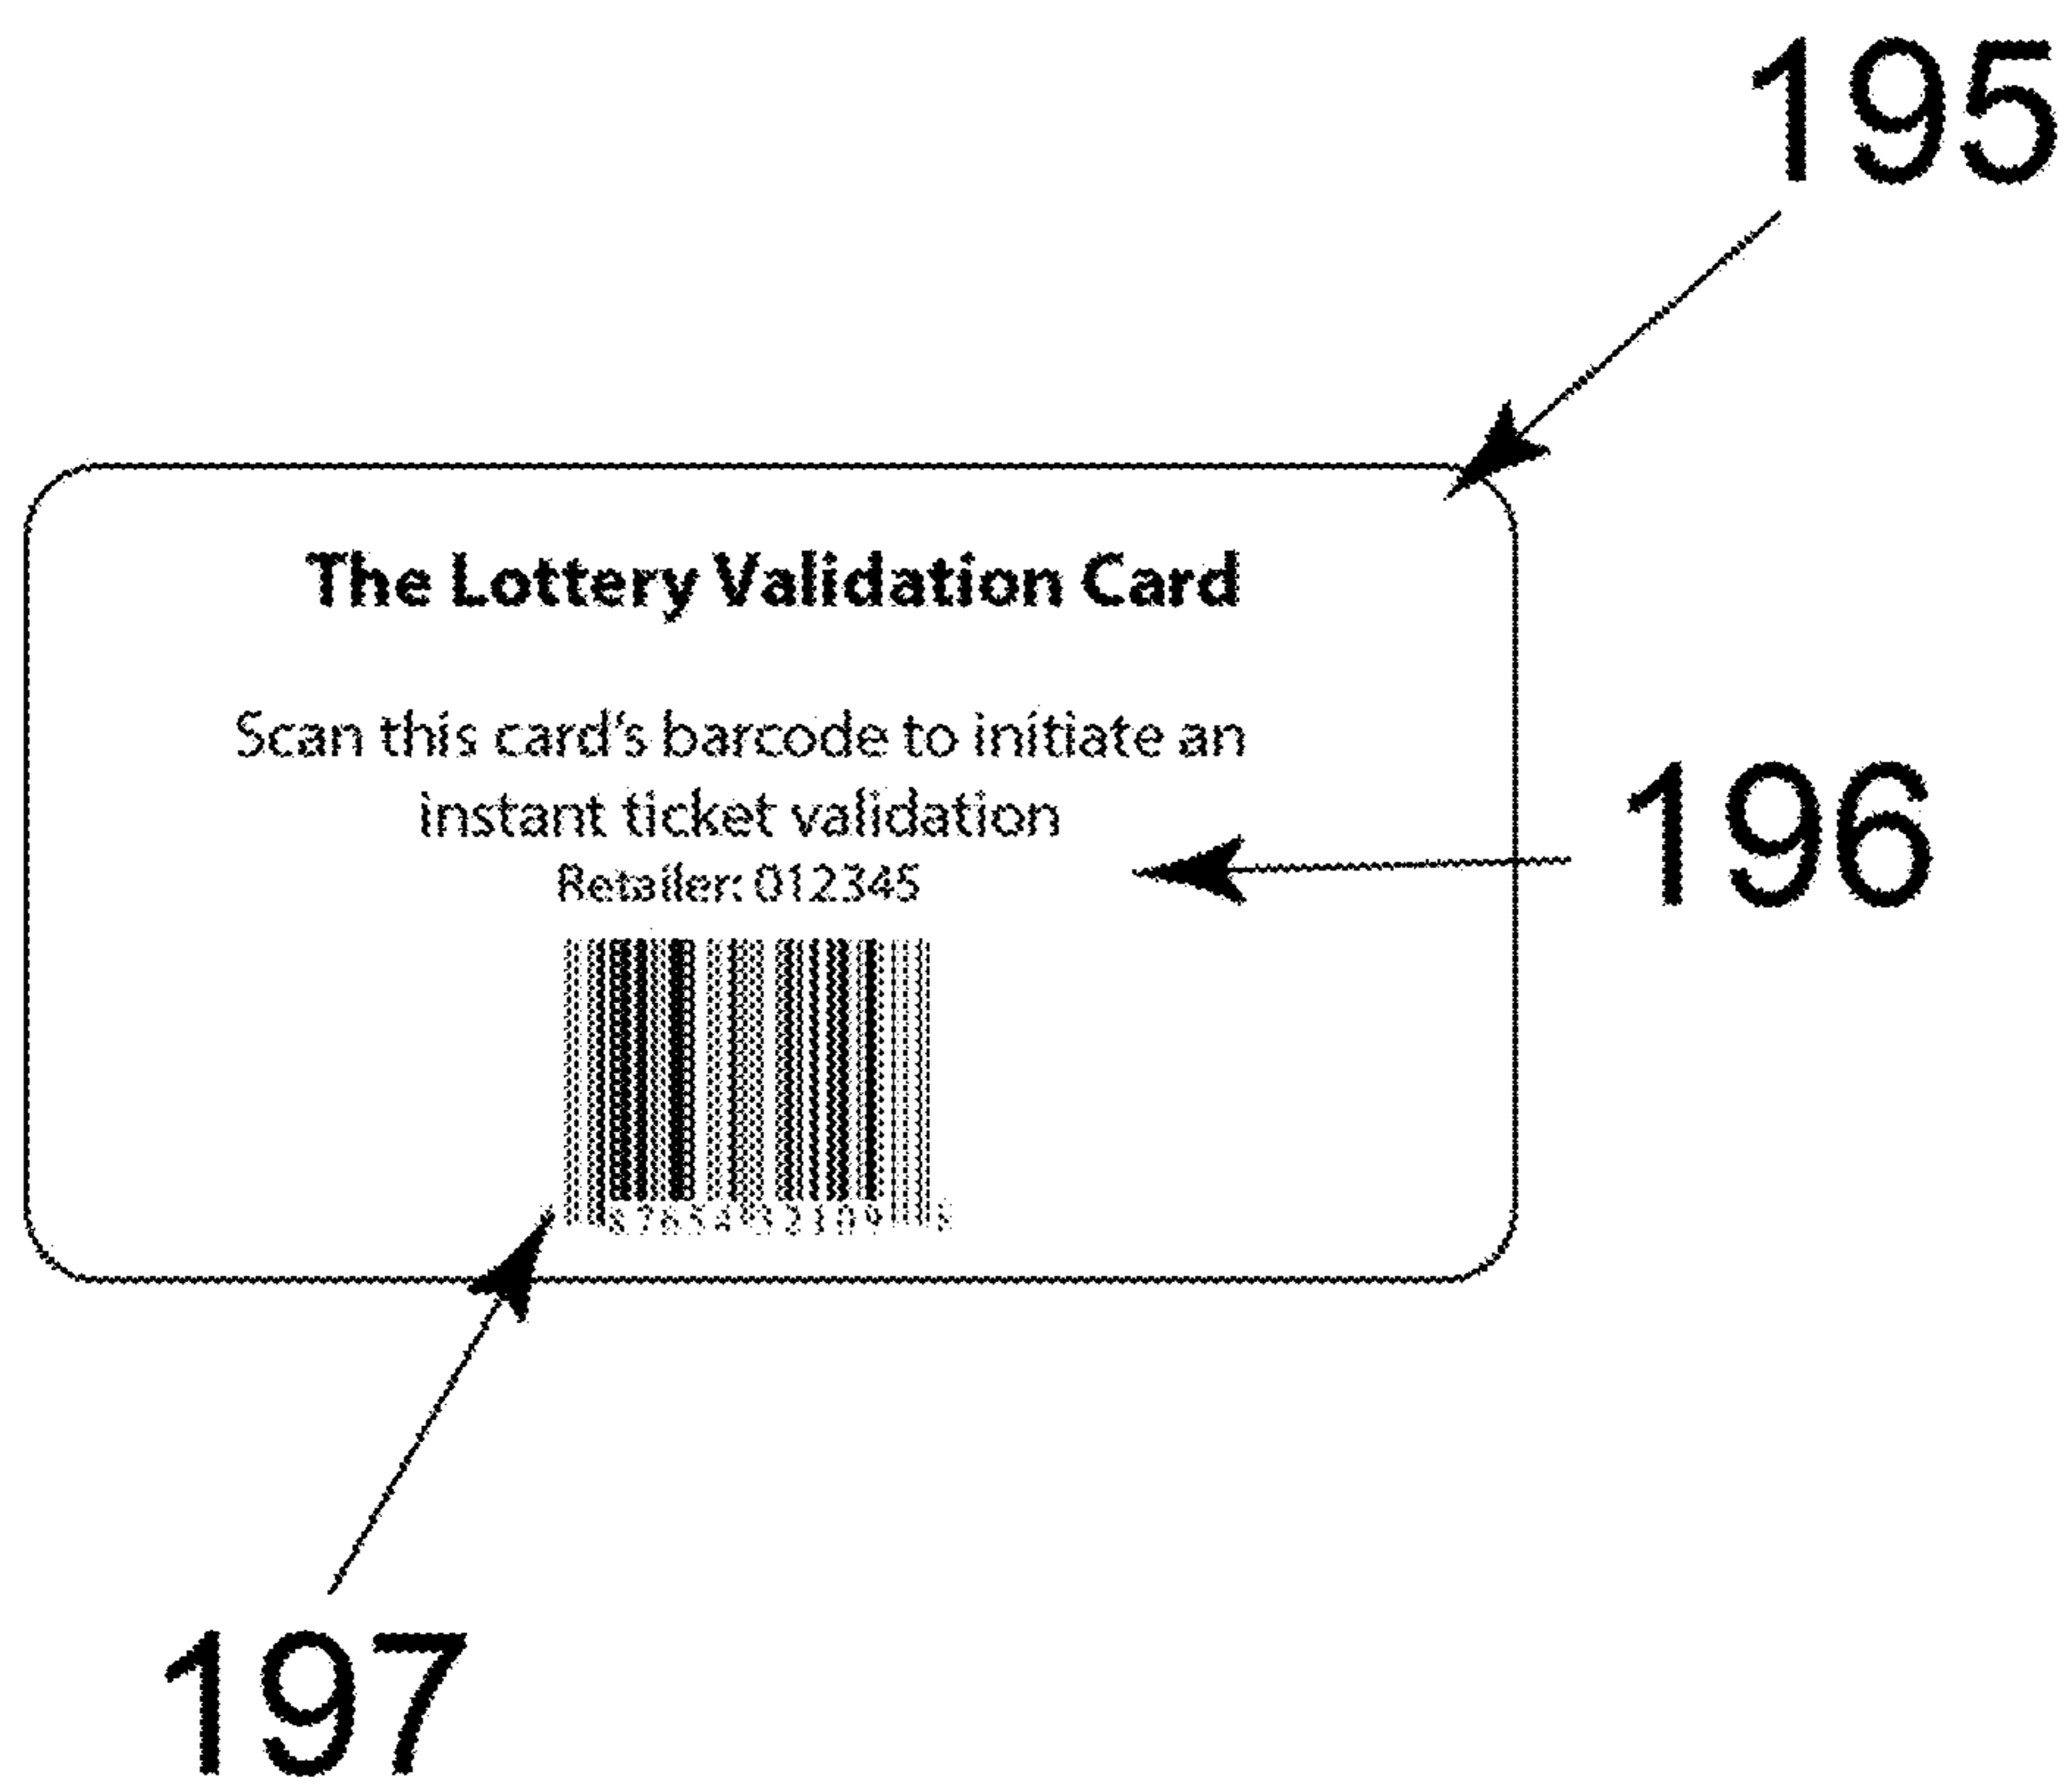 195
The Lottery Validation Card
Scan this card's barcode to initiate an
instant ticket validation
196
Retailer: 012345
197